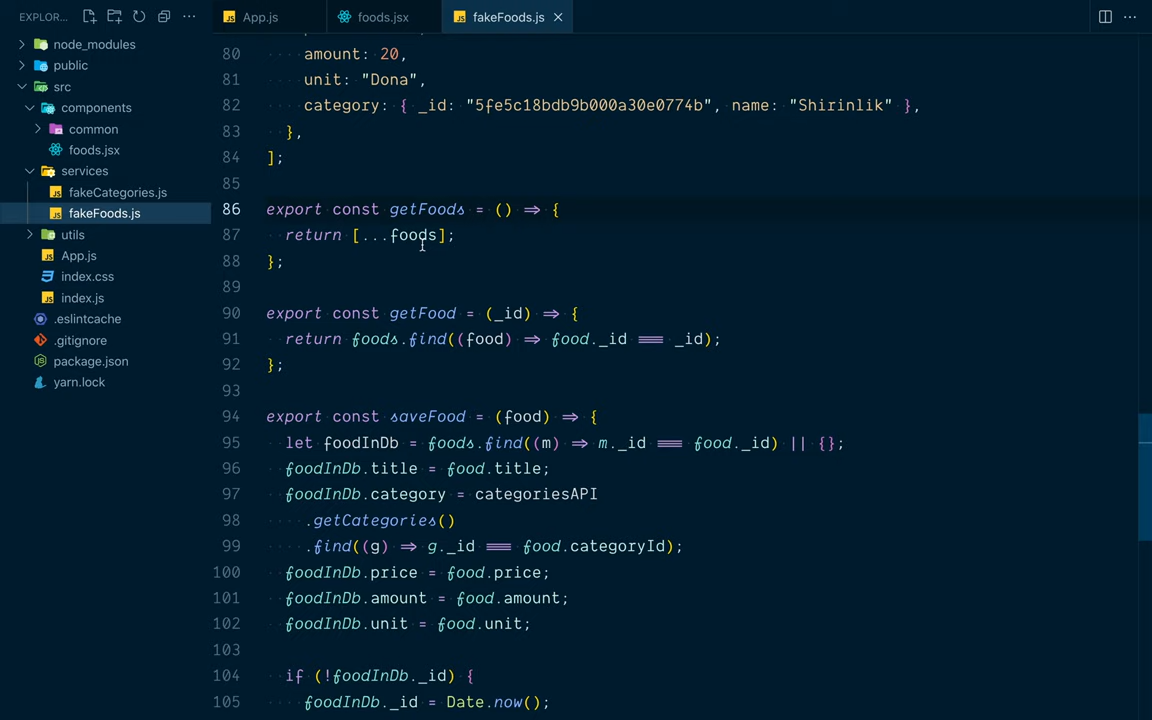 EXPLOR... ...
App.js
foods.jsx
fakeFoods.js
node_modules
public
src
components
common
foods.jsx
services
fakeCategories.js
fakeFoods.js
utils
App.js
index.css
index.js
.eslintcache
.gitignore
package.json
yarn.lock
80 amount: 20,
81 unit: "Dona",
82 category: { _id: "5fe5c18bdb9b000a30e0774b", name: "Shirinlik" },
83 },
84 ];
85
86 export const getFoods = () => {
87 return [...foods];
88 };
89
90 export const getFood = (_id) => {
91 return foods.find((food) => food._id === _id);
92 };
93
94 export const saveFood = (food) => {
95 let foodInDb = foods.find((m) => m._id === food._id) || {};
96 foodInDb.title = food.title;
97 foodInDb.category = categoriesAPI
98 .getCategories()
99 .find((g) => g._id === food.categoryId);
100 foodInDb.price = food.price;
101 foodInDb.amount = food.amount;
102 foodInDb.unit = food.unit;
103
104 if (!foodInDb._id) {
105 foodInDb._id = Date.now();